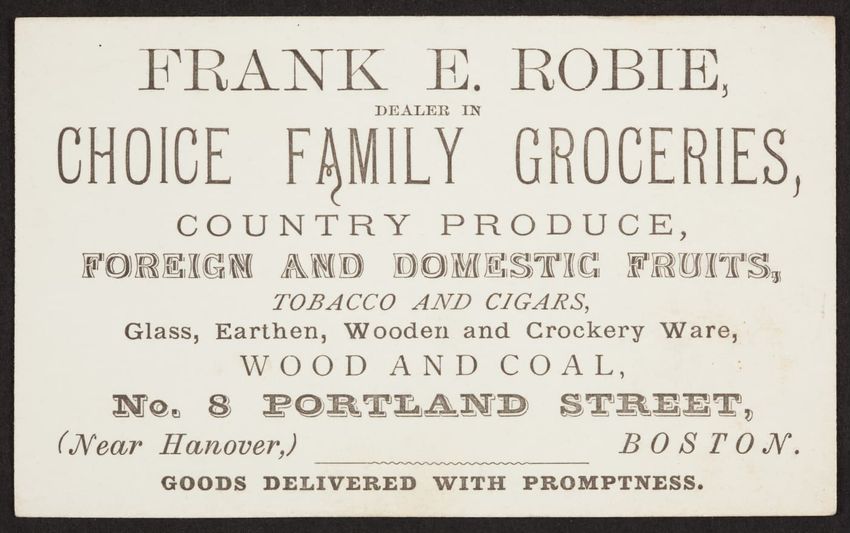 FRANK E. ROBIE,
DEALER IN
CHOICE FAMILY GROCERIES,
COUNTRY PRODUCE,
FOREIGN AND DOMESTIC FRUITS,
TOBACCO AND CIGARS,
Glass, Earthen, Wooden and Crockery Ware,
WOOD AND COAL,
No. 8 PORTLAND STREET,
(Near Hanover,) BOSTON.
GOODS DELIVERED WITH PROMPTNESS.